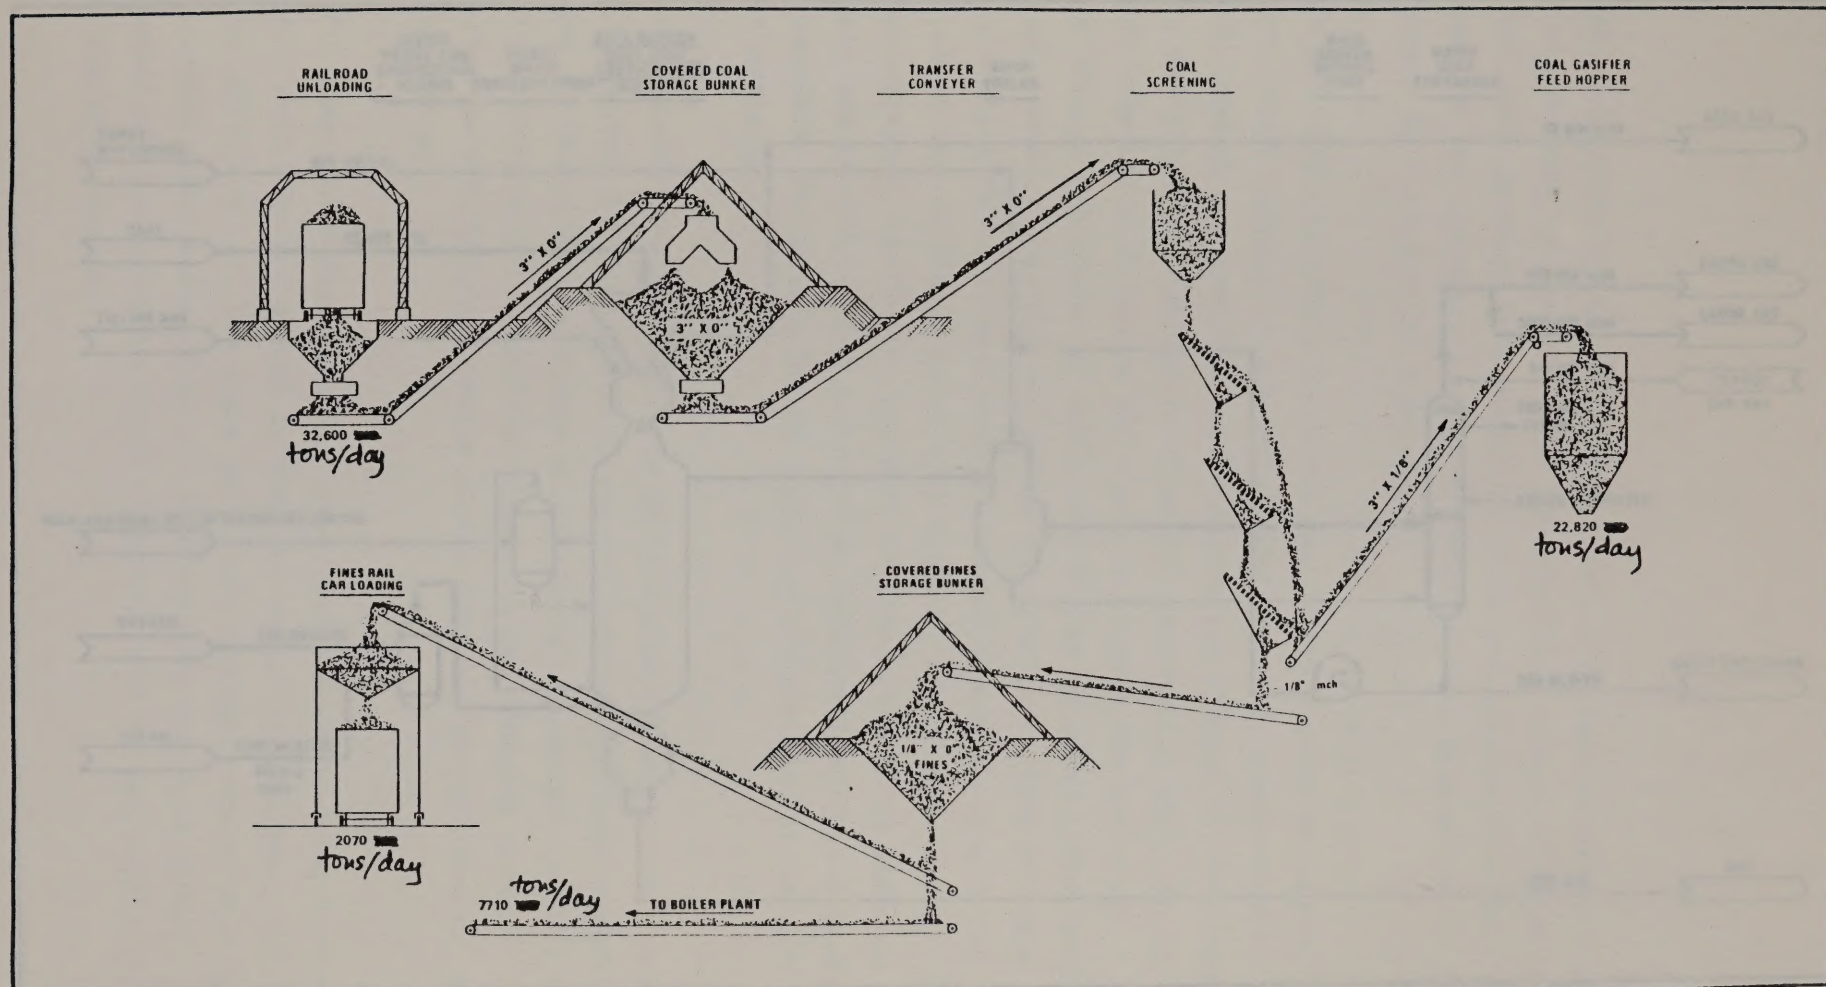 RAILROAD
UNLOADING
COVERED COAL
STORAGE BUNKER
TRANSFER
CONVEYER
COAL
SCREENING
COAL GASIFIER
FEED HOPPER
3" X 0"
3" X 0"
3" X 0"
32,600
tons/day
3" X 1/8"
22,820
tons/day
FINES RAIL
CAR LOADING
COVERED FINES
STORAGE BUNKER
1/8" mch
1/8" X 0"
FINES
2070
tons/day
tons/day
7710
TO BOILER PLANT